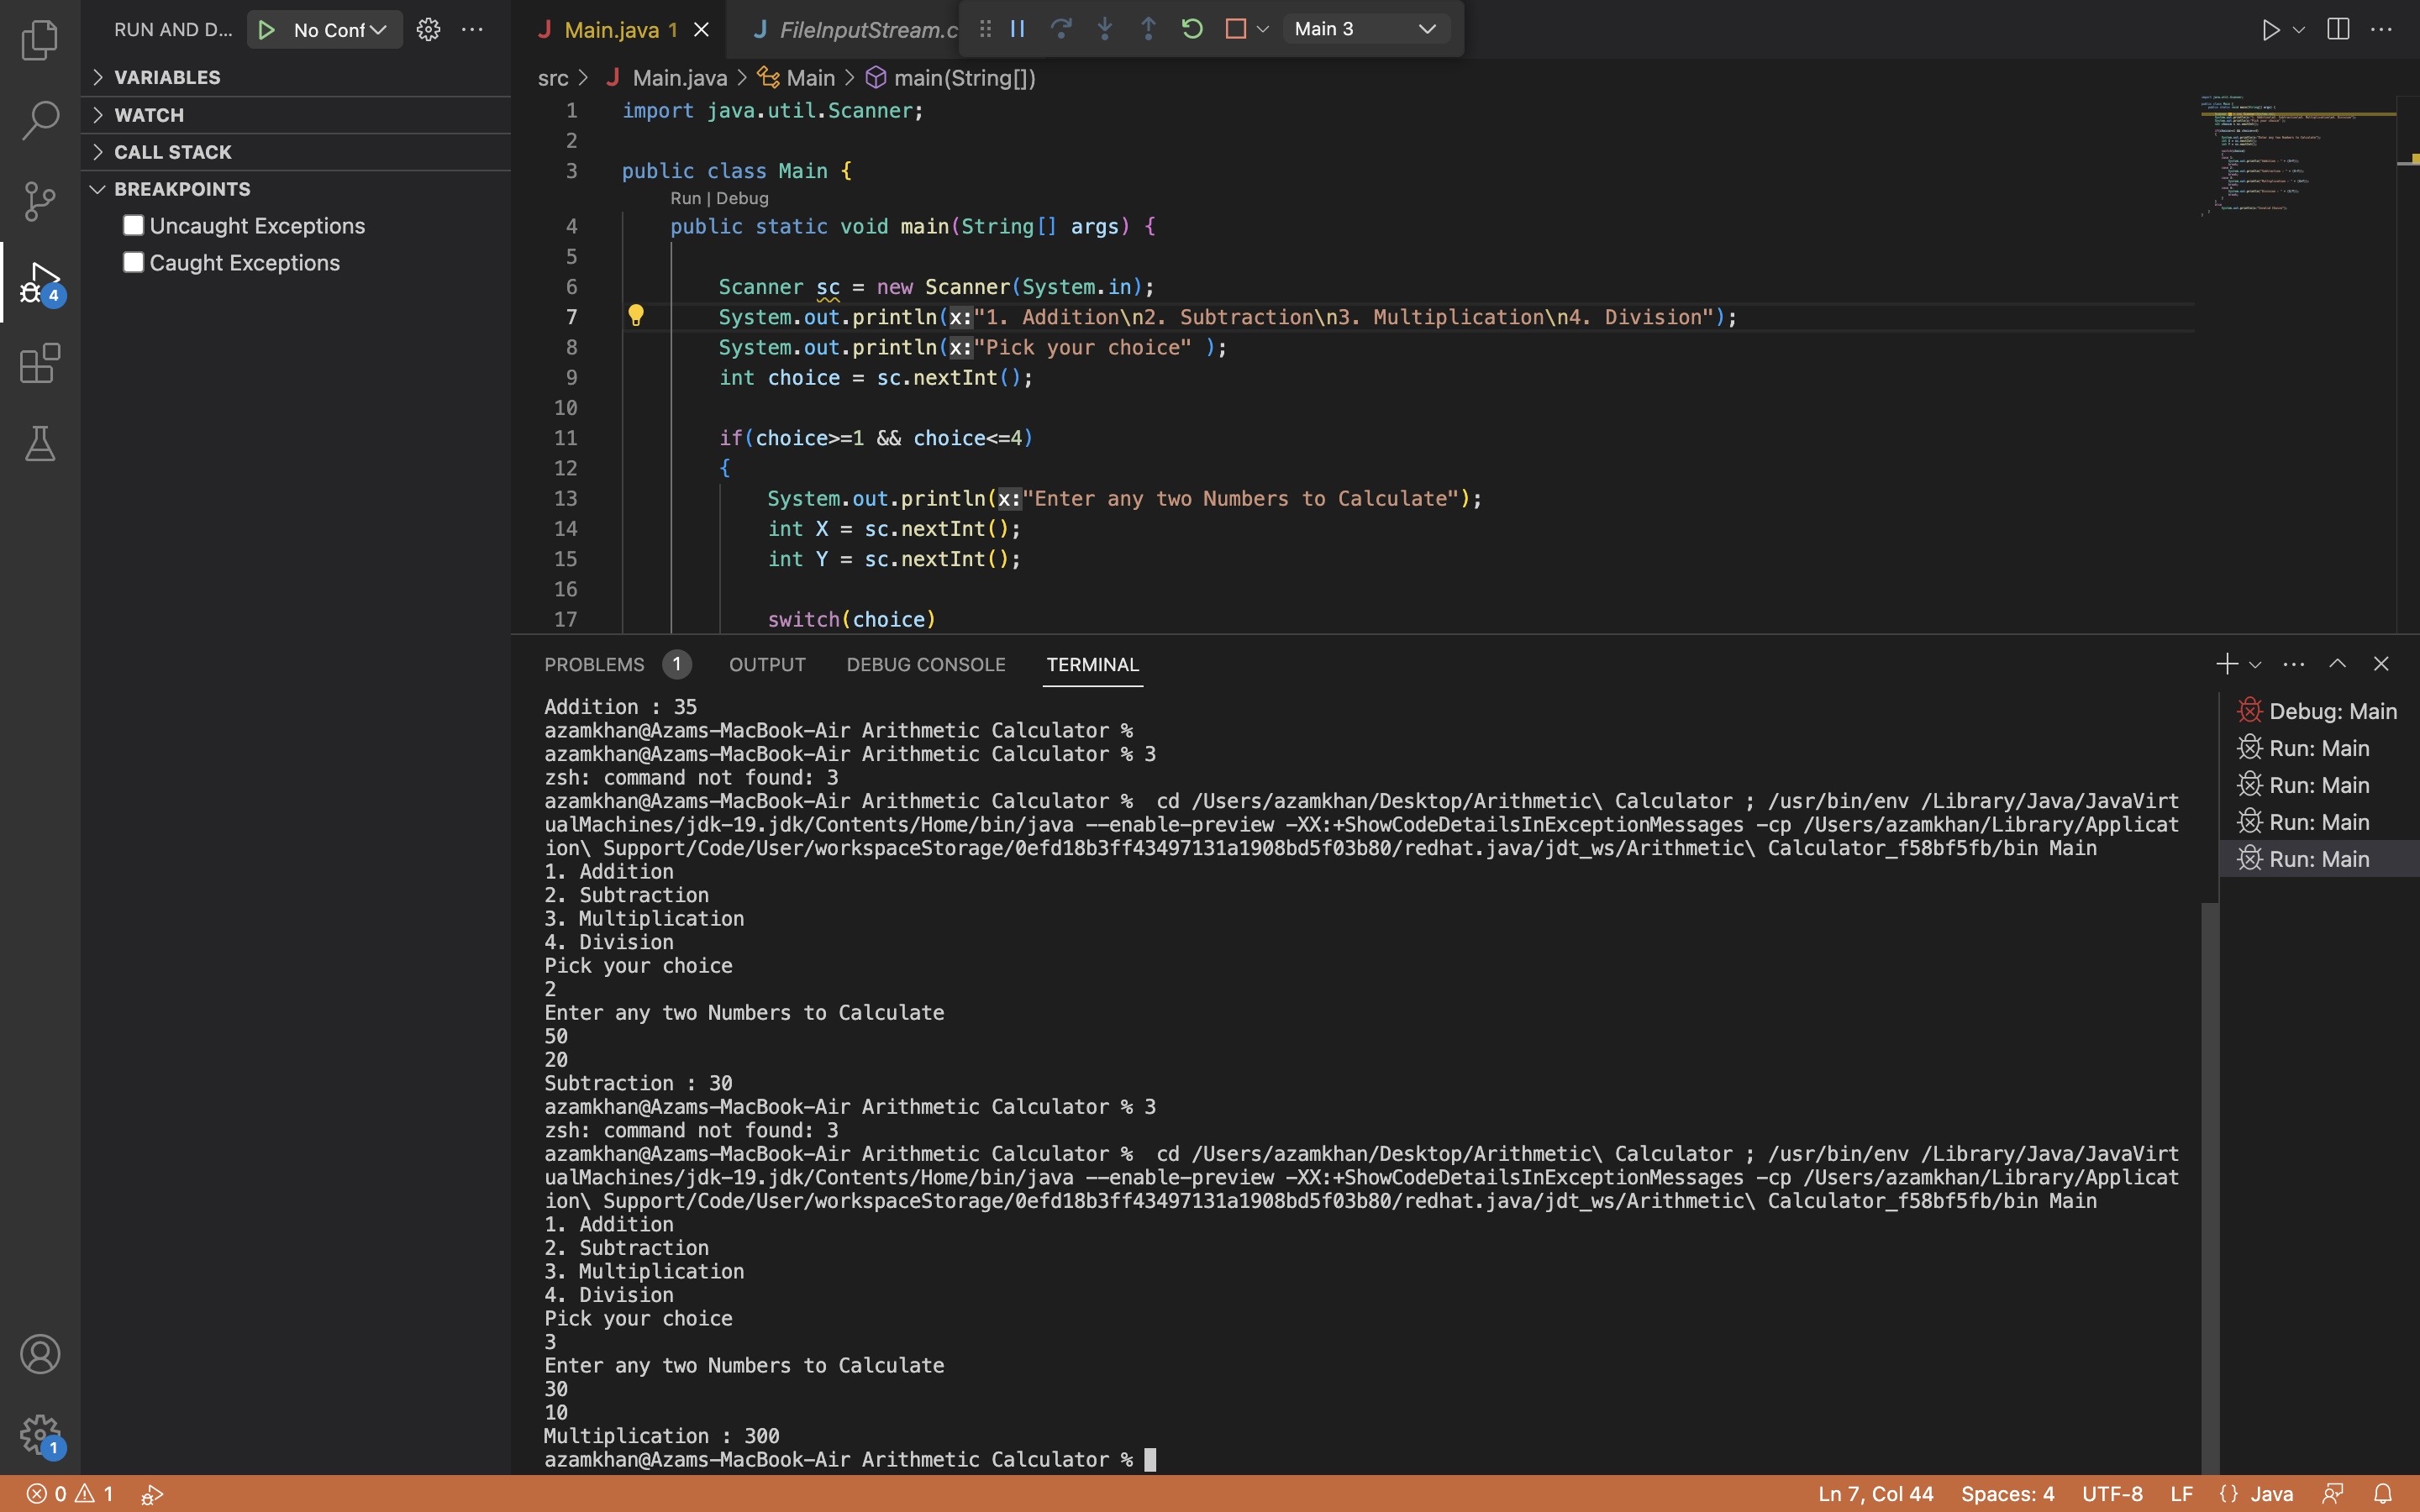 RUN AND D... No Conf
Main.java 1
FileInputStream.c
Main 3
VARIABLES
WATCH
CALL STACK
BREAKPOINTS
Uncaught Exceptions
Caught Exceptions
4
1
src > Main.java > Main > main(String[])
1 import java.util.Scanner;
2
3 public class Main {
Run | Debug
4 public static void main(String[] args) {
5
6 Scanner sc = new Scanner(System.in);
7 System.out.println(x:"1. Addition\n2. Subtraction\n3. Multiplication\n4. Division");
8 System.out.println(x:"Pick your choice" );
9 int choice = sc.nextInt();
10
11 if(choice>=1 && choice<=4)
12 {
13 System.out.println(x:"Enter any two Numbers to Calculate");
14 int X = sc.nextInt();
15 int Y = sc.nextInt();
16
17 switch(choice)
PROBLEMS 1 OUTPUT DEBUG CONSOLE TERMINAL
Addition : 35
azamkhan@Azams-MacBook-Air Arithmetic Calculator %
azamkhan@Azams-MacBook-Air Arithmetic Calculator % 3
zsh: command not found: 3
azamkhan@Azams-MacBook-Air Arithmetic Calculator %  cd /Users/azamkhan/Desktop/Arithmetic\ Calculator ; /usr/bin/env /Library/Java/JavaVirt
ualMachines/jdk-19.jdk/Contents/Home/bin/java --enable-preview -XX:+ShowCodeDetailsInExceptionMessages -cp /Users/azamkhan/Library/Applicat
ion\ Support/Code/User/workspaceStorage/0efd18b3ff43497131a1908bd5f03b80/redhat.java/jdt_ws/Arithmetic\ Calculator_f58bf5fb/bin Main
1. Addition
2. Subtraction
3. Multiplication
4. Division
Pick your choice
2
Enter any two Numbers to Calculate
50
20
Subtraction : 30
azamkhan@Azams-MacBook-Air Arithmetic Calculator % 3
zsh: command not found: 3
azamkhan@Azams-MacBook-Air Arithmetic Calculator %  cd /Users/azamkhan/Desktop/Arithmetic\ Calculator ; /usr/bin/env /Library/Java/JavaVirt
ualMachines/jdk-19.jdk/Contents/Home/bin/java --enable-preview -XX:+ShowCodeDetailsInExceptionMessages -cp /Users/azamkhan/Library/Applicat
ion\ Support/Code/User/workspaceStorage/0efd18b3ff43497131a1908bd5f03b80/redhat.java/jdt_ws/Arithmetic\ Calculator_f58bf5fb/bin Main
1. Addition
2. Subtraction
3. Multiplication
4. Division
Pick your choice
3
Enter any two Numbers to Calculate
30
10
Multiplication : 300
azamkhan@Azams-MacBook-Air Arithmetic Calculator %
Debug: Main
Run: Main
Run: Main
Run: Main
Run: Main
0 1
Ln 7, Col 44 Spaces: 4 UTF-8 LF {} Java